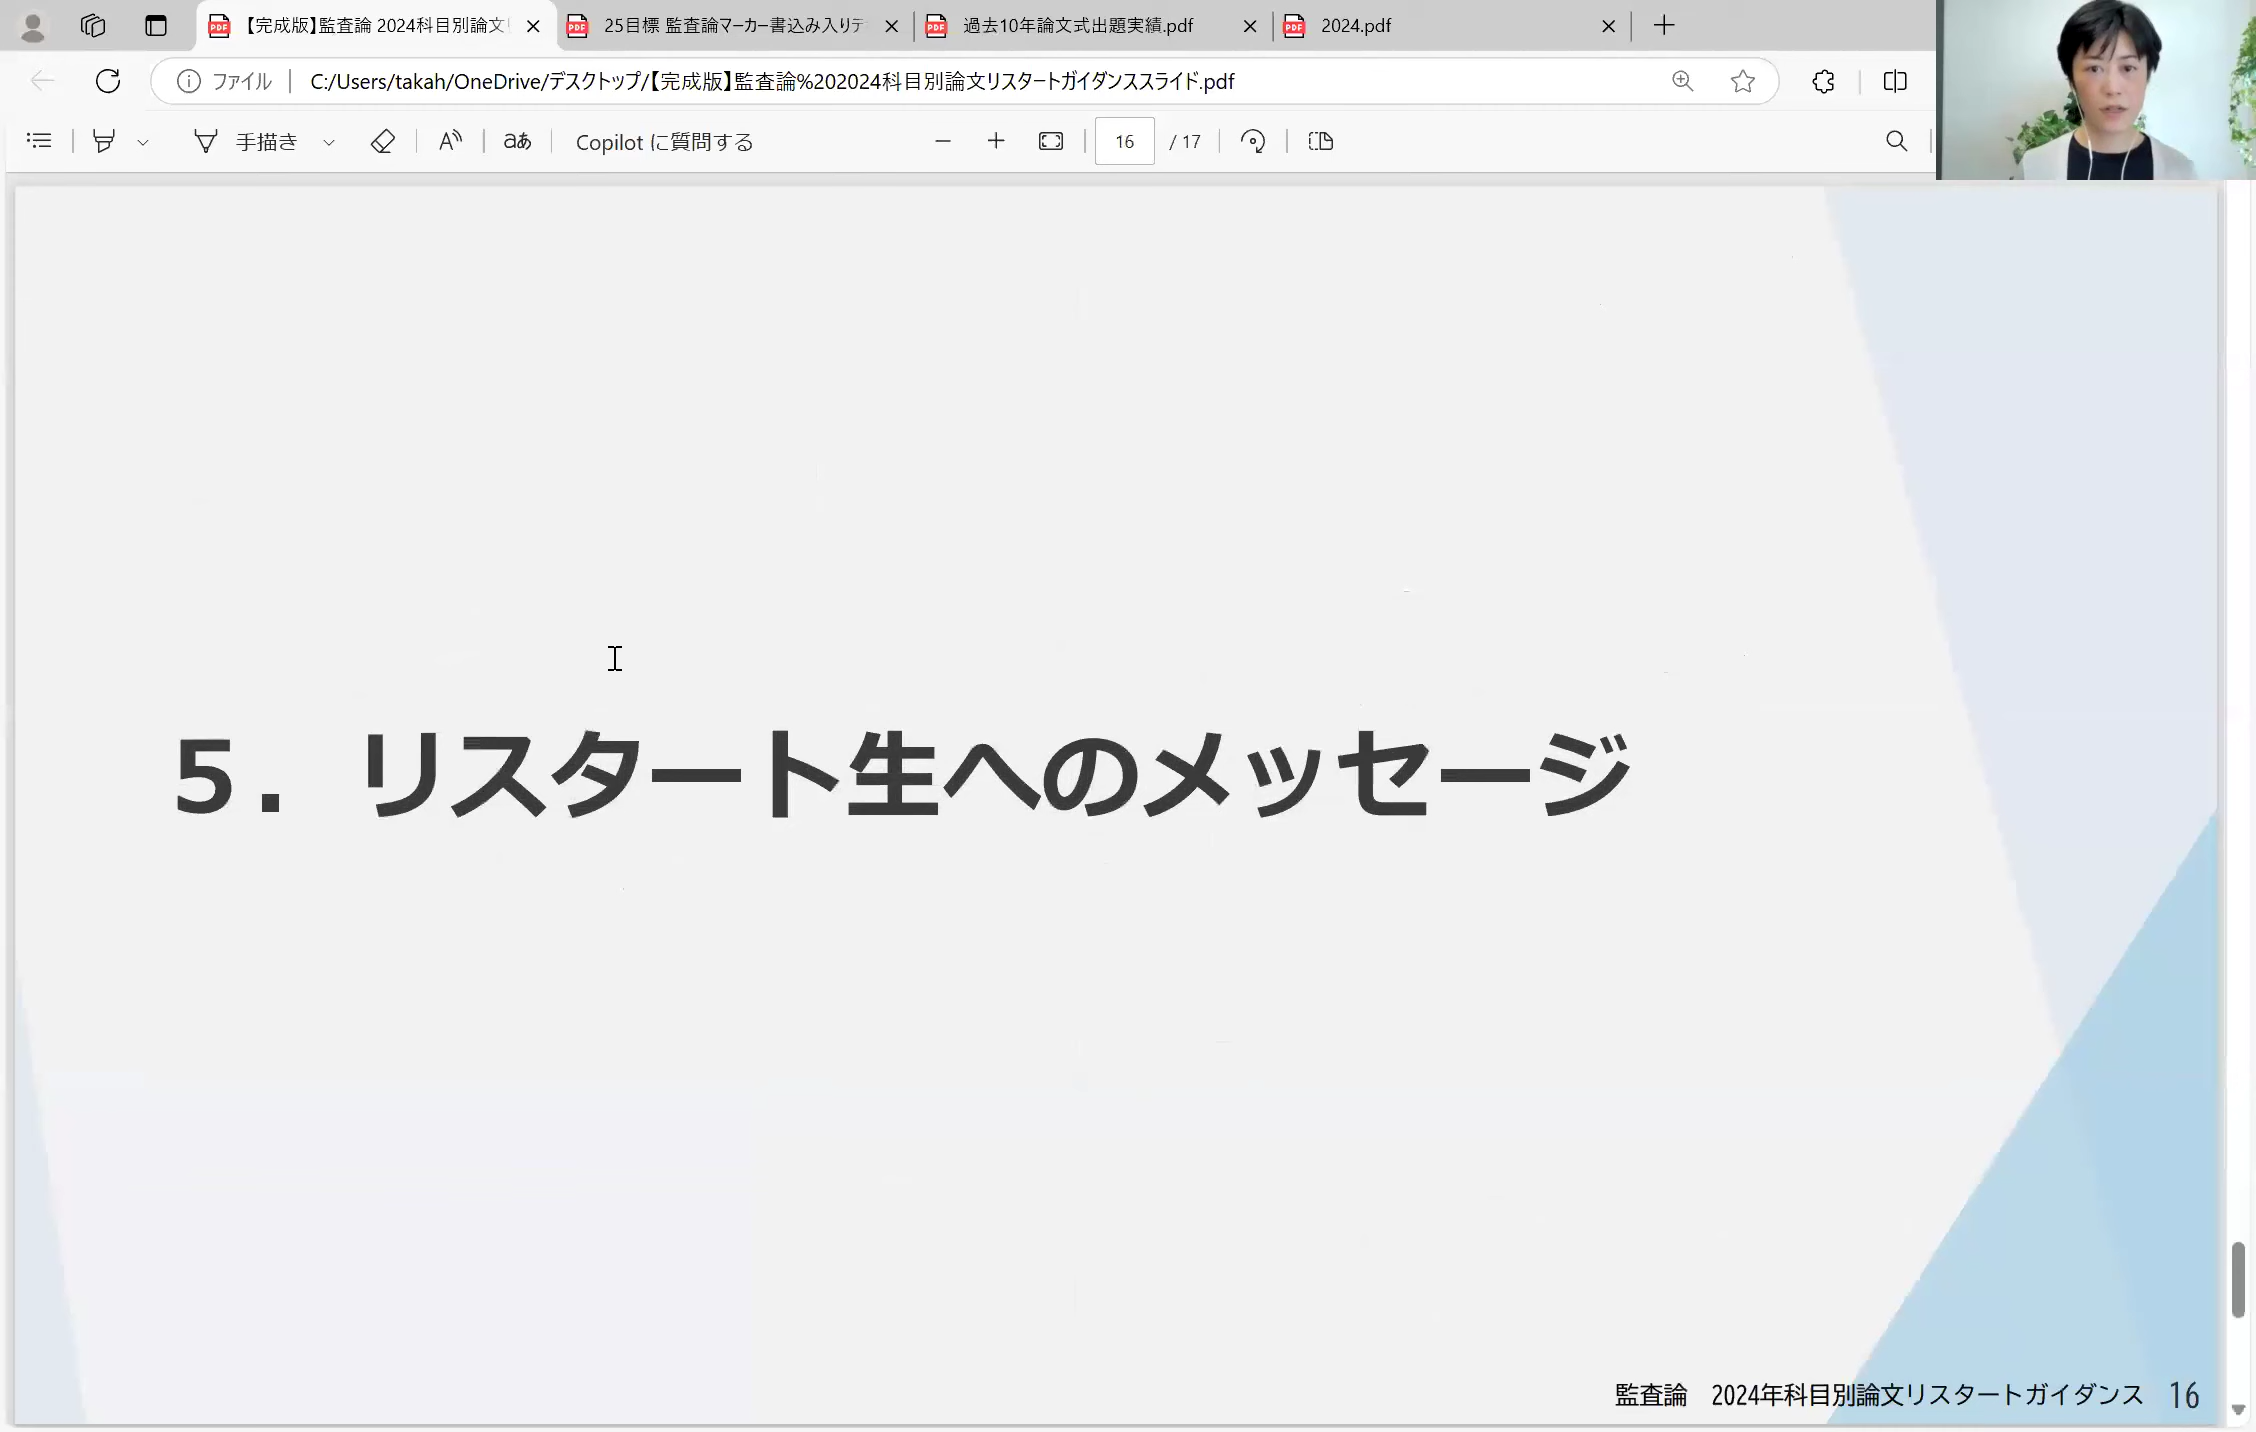 【完成版】監査論 2024科目別論文
25目標 監査論マーカー書込み入りテ
過去10年論文式出題実績.pdf
2024.pdf
ファイル
C:/Users/takah/OneDrive/デスクトップ/【完成版】監査論%202024科目別論文リスタートガイダンススライド.pdf
手描き
aあ
Copilot に質問する
16
/ 17
5． リスタート生へのメッセージ
監査論　2024年科目別論文リスタートガイダンス
16